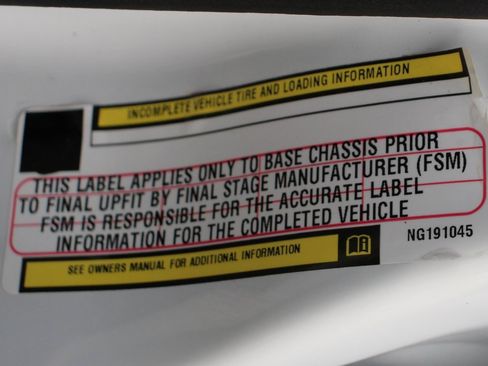 INCOMPLETE VEHICLE TIRE AND LOADING INFORMATION
THIS LABEL APPLIES ONLY TO BASE CHASSIS PRIOR
TO FINAL UPFIT BY FINAL STAGE MANUFACTURER (FSM)
FSM IS RESPONSIBLE FOR THE ACCURATE LABEL
INFORMATION FOR THE COMPLETED VEHICLE
NG191045
SEE OWNERS MANUAL FOR ADDITIONAL INFORMATION